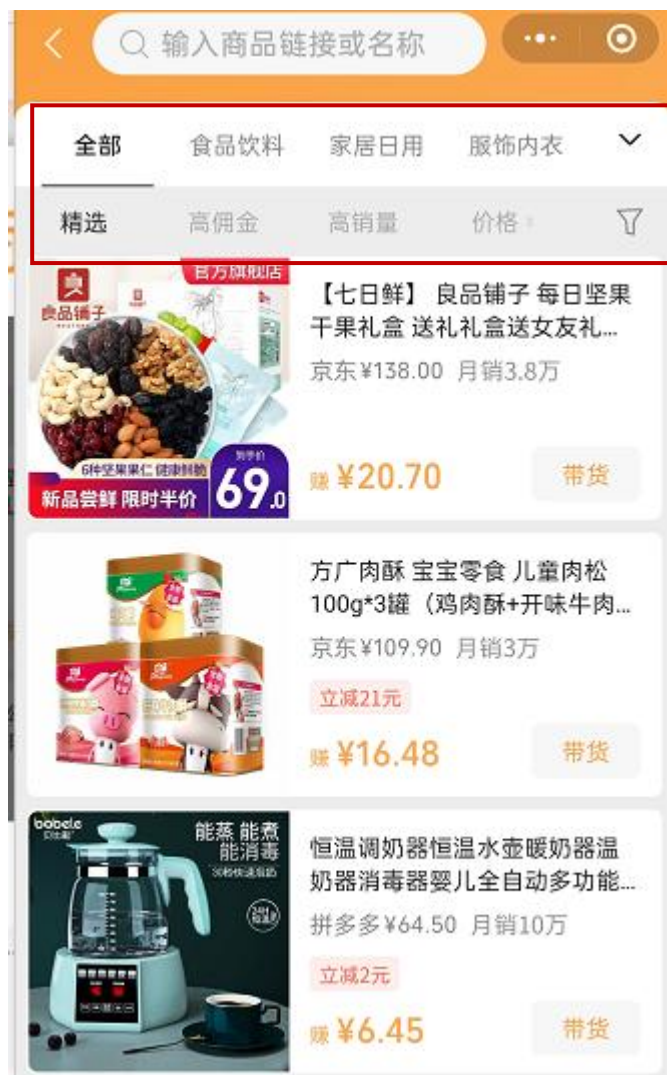 输入商品链接或名称
全部 食品饮料 家居日用 服饰内衣
精选 高佣金 高销量 价格
官方旗舰店
良
良品铺子
6种坚果果仁 健康鲜脆
到手价
新品尝鲜 限时半价 69.0
【七日鲜】 良品铺子 每日坚果
干果礼盒 送礼礼盒送女友礼...
京东¥138.00 月销3.8万
赚 ¥20.70 带货
方广肉酥 宝宝零食 儿童肉松
100g*3罐（鸡肉酥+开味牛肉...
京东¥109.90 月销3万
立减21元
赚 ¥16.48 带货
bobele
能蒸 能煮
能消毒
30秒快速泡奶
24H
恒温调奶器恒温水壶暖奶器温
奶器消毒器婴儿全自动多功能...
拼多多¥64.50 月销10万
立减2元
赚 ¥6.45 带货